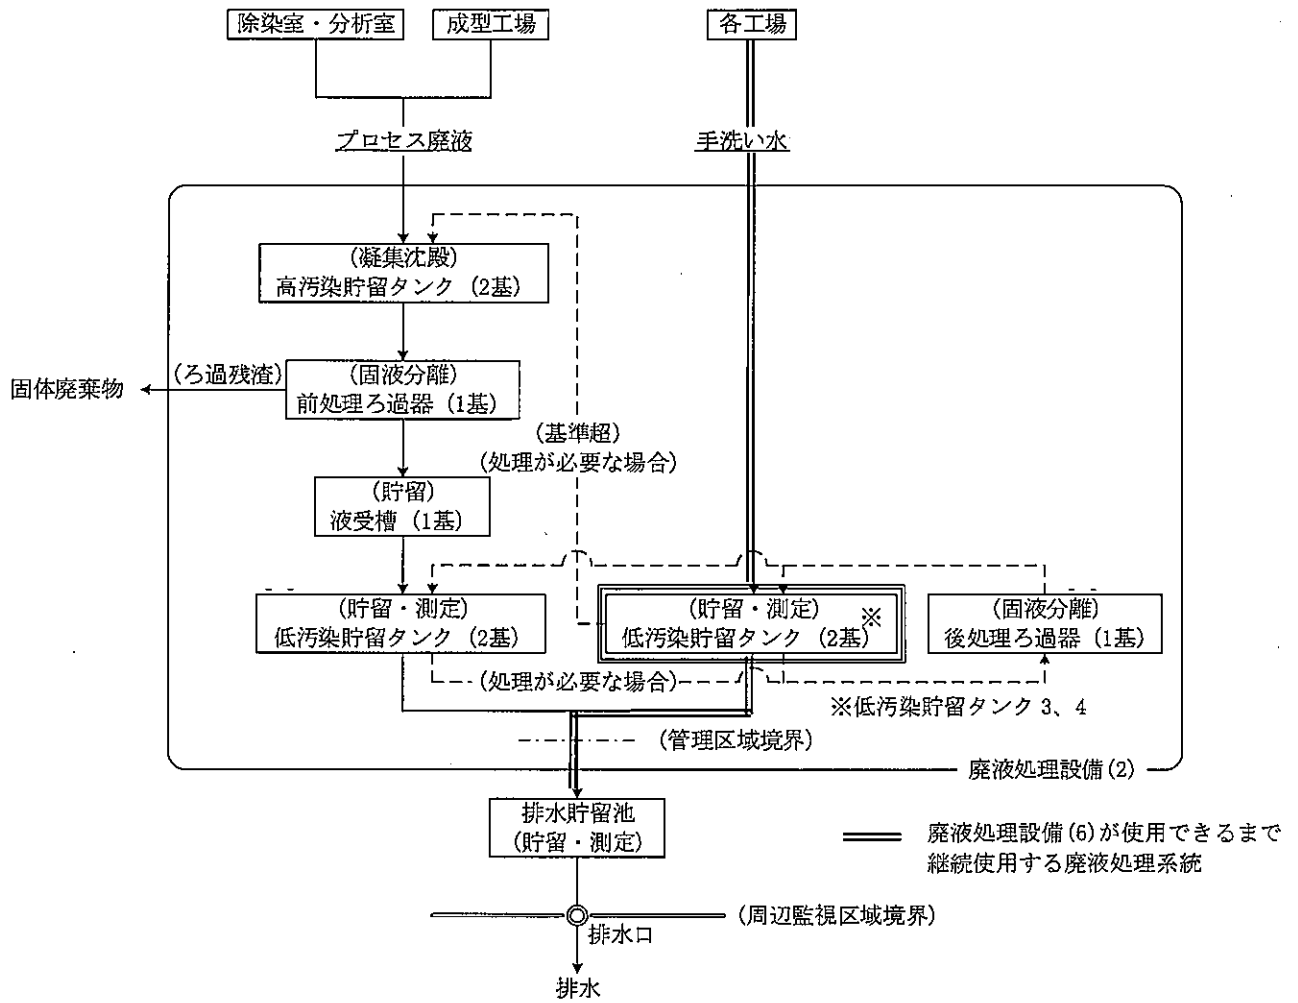 除染室・分析室
成型工場
各工場
プロセス廃液
手洗い水
(凝集沈殿)
高汚染貯留タンク (2基)
(ろ過残渣)
固体廃棄物
(固液分離)
前処理ろ過器 (1基)
(基準超)
(処理が必要な場合)
(貯留)
液受槽 (1基)
(貯留・測定)
低汚染貯留タンク (2基)
(貯留・測定)
低汚染貯留タンク (2基)
※
(固液分離)
後処理ろ過器 (1基)
(処理が必要な場合)
※低汚染貯留タンク 3、4
(管理区域境界)
廃液処理設備(2)
排水貯留池
(貯留・測定)
廃液処理設備(6)が使用できるまで
継続使用する廃液処理系統
(周辺監視区域境界)
排水口
排水